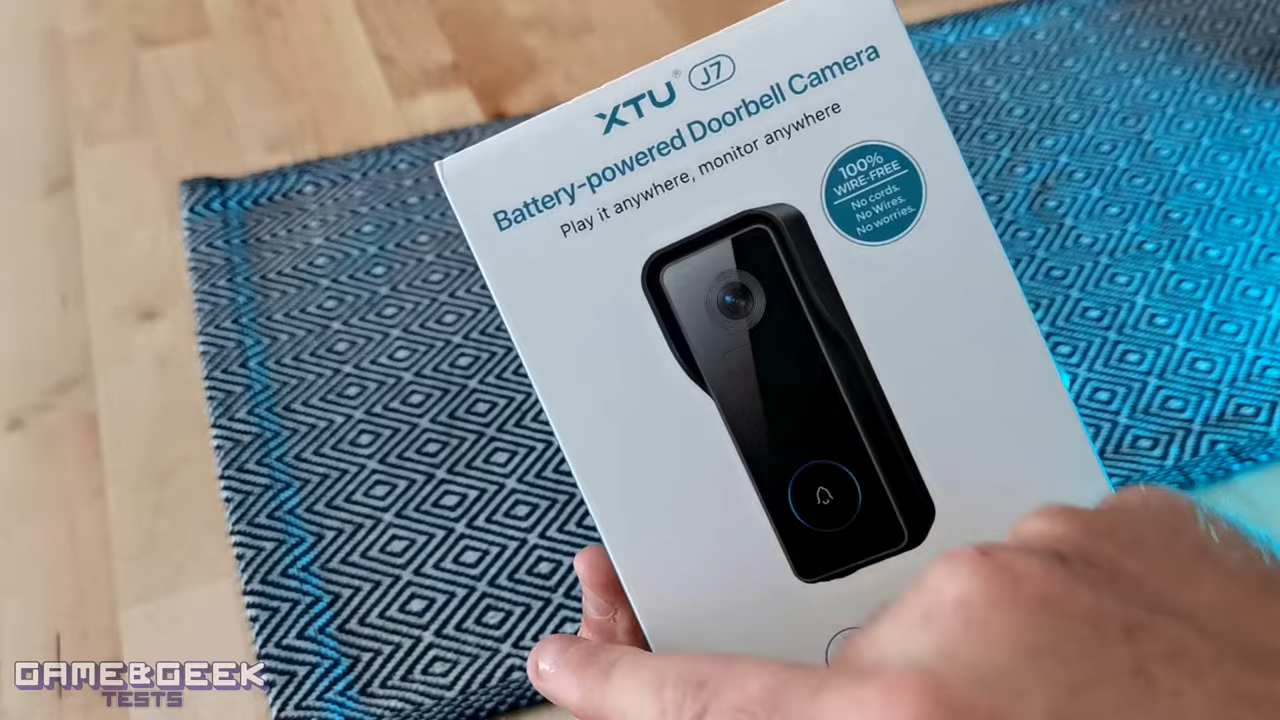 XTU® J7
Battery-powered Doorbell Camera
Play it anywhere, monitor anywhere
100%
WIRE-FREE
No cords.
No Wires.
No worries.
GAME&GEEK
TESTS